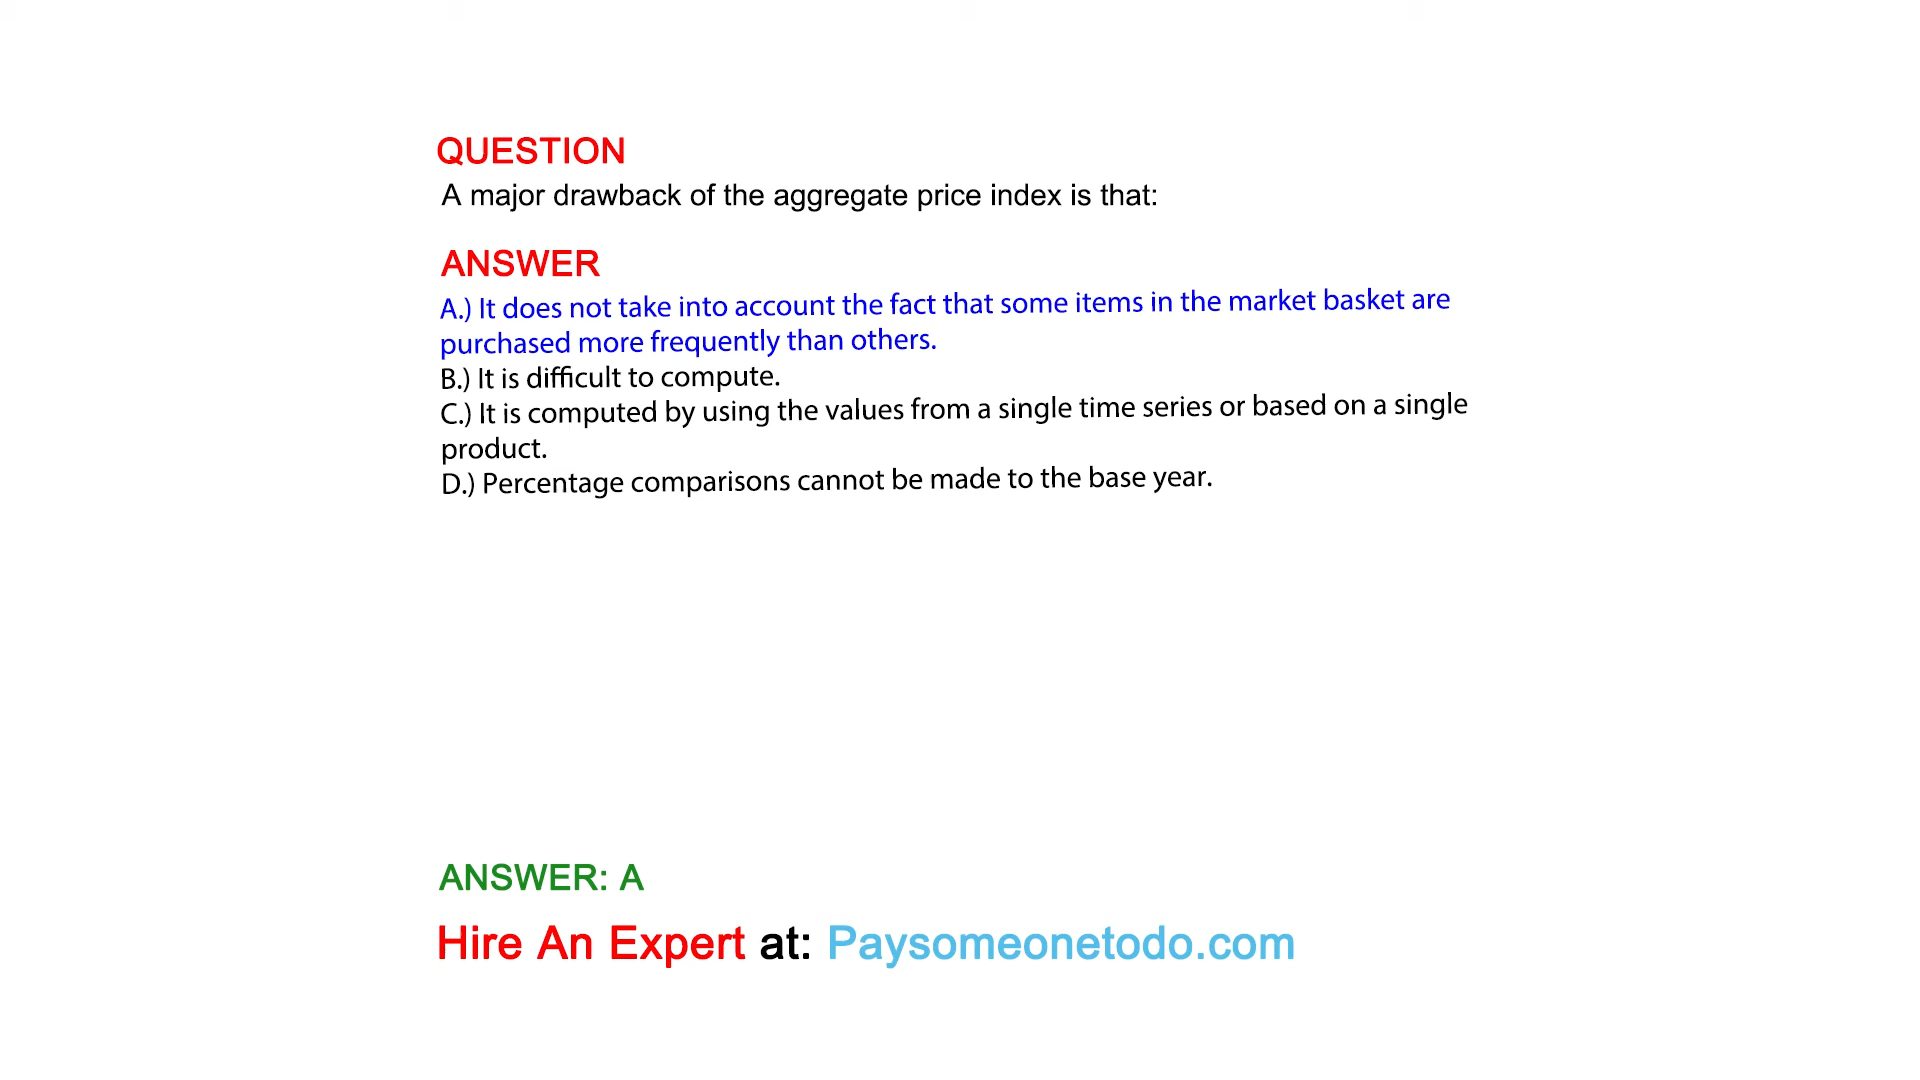 QUESTION
A major drawback of the aggregate price index is that:
ANSWER
A.) It does not take into account the fact that some items in the market basket are
purchased more frequently than others.
B.) It is difficult to compute.
C.) It is computed by using the values from a single time series or based on a single
product.
D.) Percentage comparisons cannot be made to the base year.
ANSWER: A
Hire An Expert at: Paysomeonetodo.com